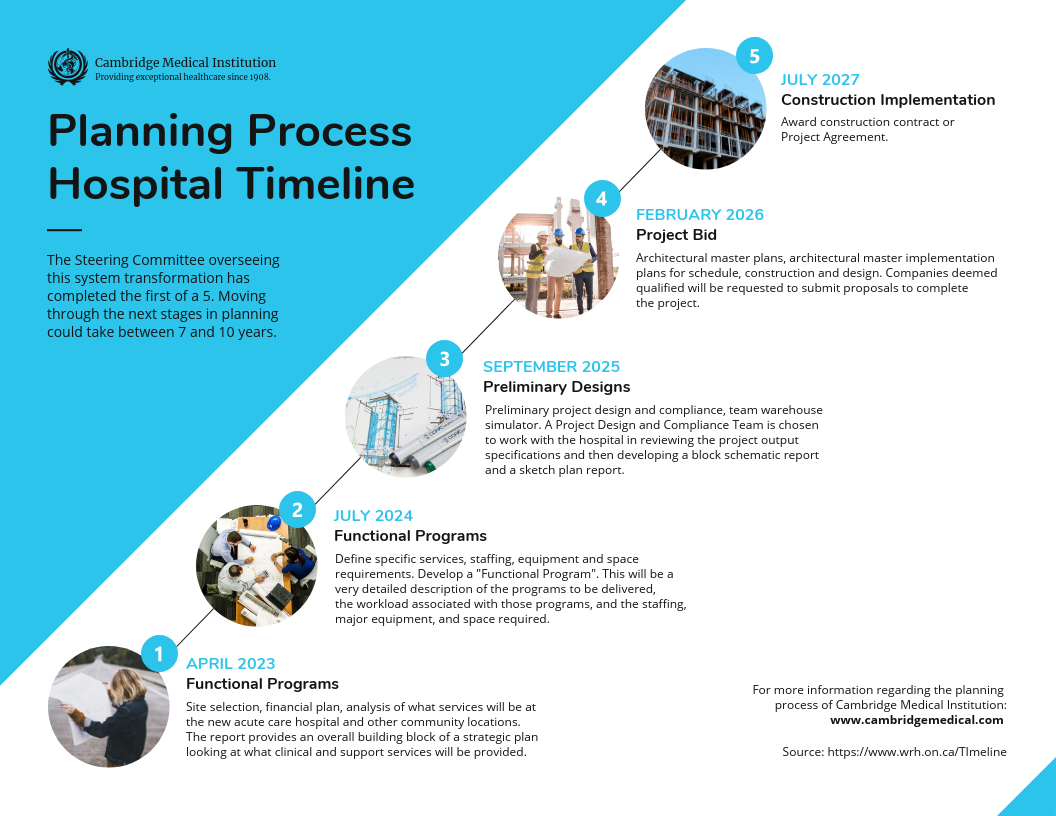 Cambridge Medical Institution
Providing exceptional healthcare since 1908.
Planning Process
Hospital Timeline
The Steering Committee overseeing
this system transformation has
completed the first of a 5. Moving
through the next stages in planning
could take between 7 and 10 years.
5
JULY 2027
Construction Implementation
Award construction contract or
Project Agreement.
4
FEBRUARY 2026
Project Bid
Architectural master plans, architectural master implementation
plans for schedule, construction and design. Companies deemed
qualified will be requested to submit proposals to complete
the project.
3
SEPTEMBER 2025
Preliminary Designs
Preliminary project design and compliance, team warehouse
simulator. A Project Design and Compliance Team is chosen
to work with the hospital in reviewing the project output
specifications and then developing a block schematic report
and a sketch plan report.
2
JULY 2024
Functional Programs
Define specific services, staffing, equipment and space
requirements. Develop a "Functional Program". This will be a
very detailed description of the programs to be delivered,
the workload associated with those programs, and the staffing,
major equipment, and space required.
1
APRIL 2023
Functional Programs
Site selection, financial plan, analysis of what services will be at
the new acute care hospital and other community locations.
The report provides an overall building block of a strategic plan
looking at what clinical and support services will be provided.
For more information regarding the planning
process of Cambridge Medical Institution:
www.cambridgemedical.com
Source: https://www.wrh.on.ca/TImeline